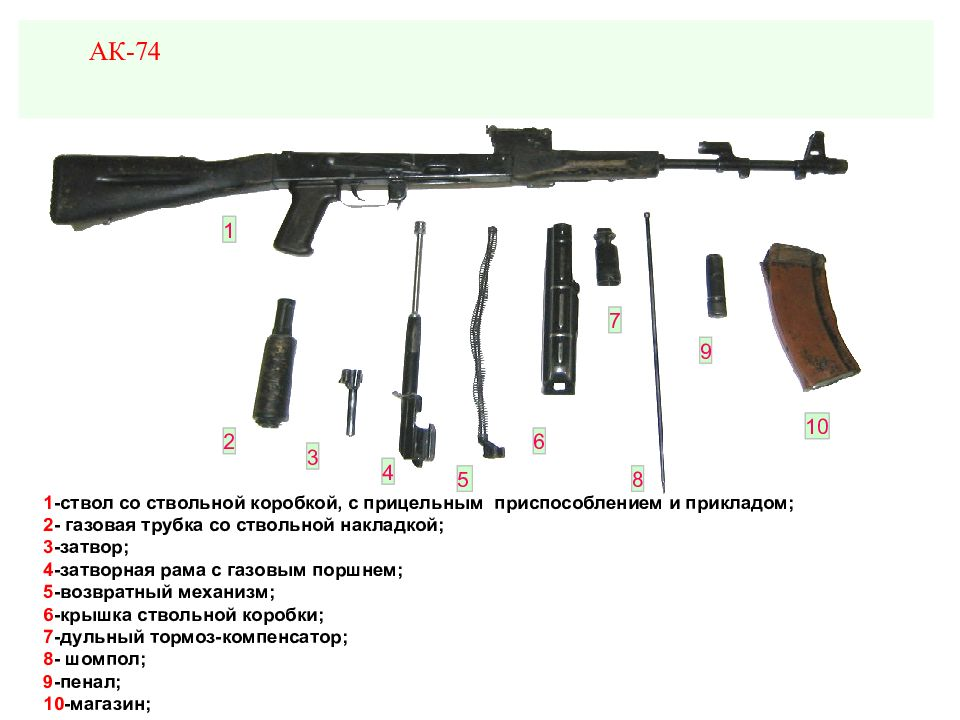 АК-74
1
2
3
4
5
6
7
8
9
10
1-ствол со ствольной коробкой, с прицельным приспособлением и прикладом;
2- газовая трубка со ствольной накладкой;
3-затвор;
4-затворная рама с газовым поршнем;
5-возвратный механизм;
6-крышка ствольной коробки;
7-дульный тормоз-компенсатор;
8- шомпол;
9-пенал;
10-магазин;